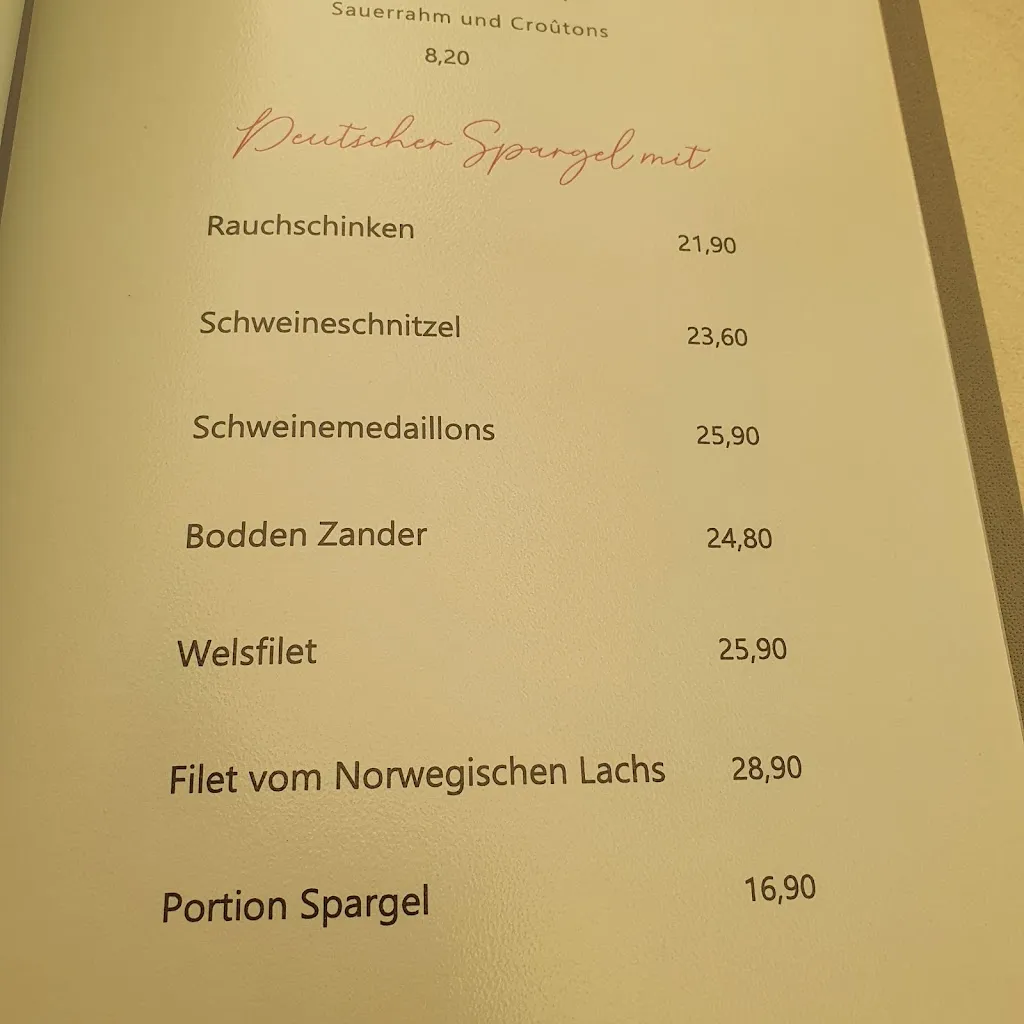 Sauerrahm und Croûtons
8,20
Deutscher Spargel mit
Rauchschinken 21,90
Schweineschnitzel 23,60
Schweinemedaillons 25,90
Bodden Zander 24,80
Welsfilet 25,90
Filet vom Norwegischen Lachs 28,90
Portion Spargel 16,90